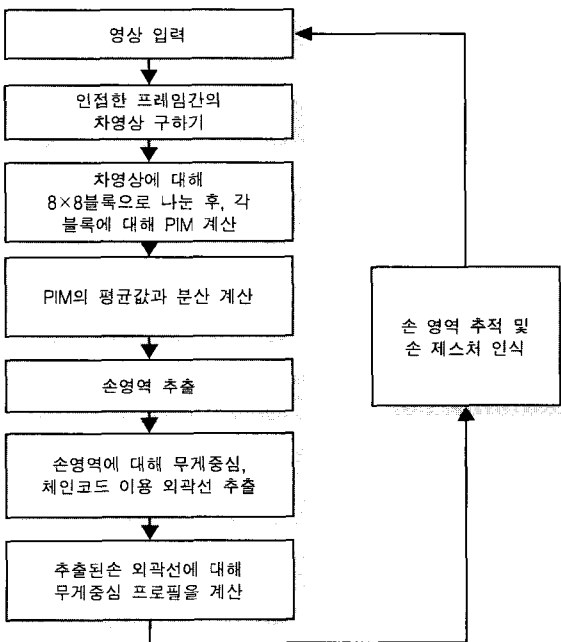 영상 입력
인접한 프레임간의
차영상 구하기
차영상에 대해
8×8블록으로 나눈 후, 각
블록에 대해 PIM 계산
PIM의 평균값과 분산 계산
손영역 추출
손영역에 대해 무게중심,
체인코드 이용 외곽선 추출
추출된손 외곽선에 대해
무게중심 프로필을 계산
손 영역 추적 및
손 제스처 인식